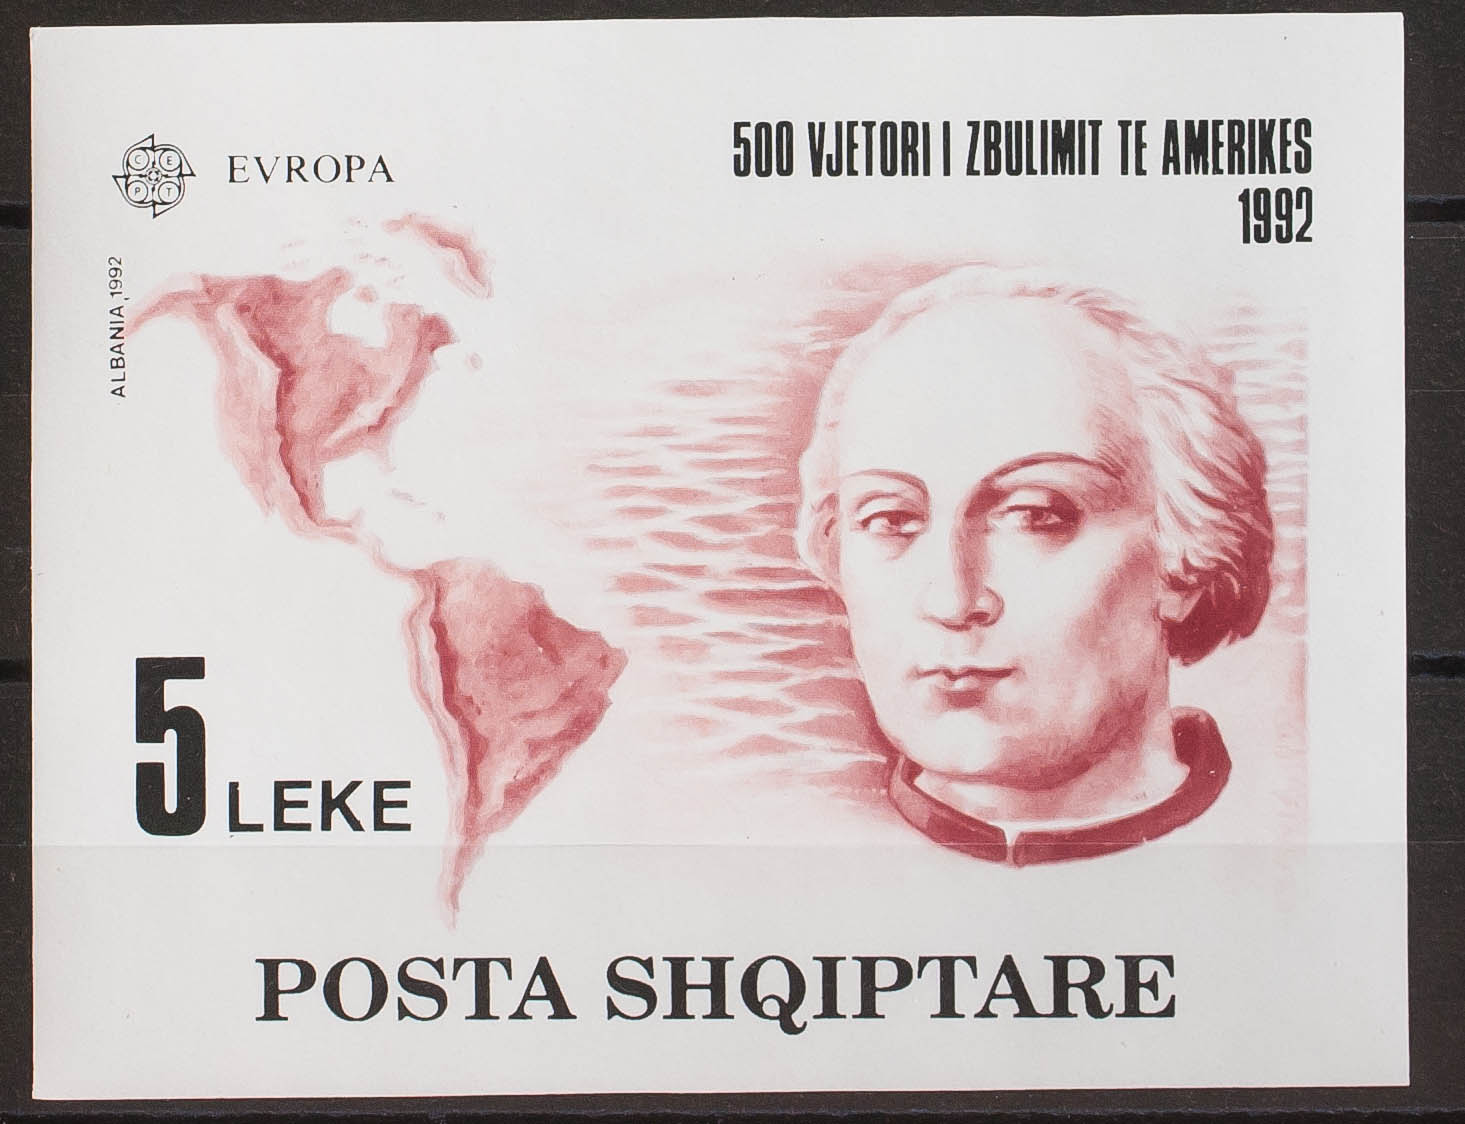 C E
P T
EVROPA
500 VJETORI I ZBULIMIT TE AMERIKES
1992
ALBANIA, 1992
5 LEKE
POSTA SHQIPTARE